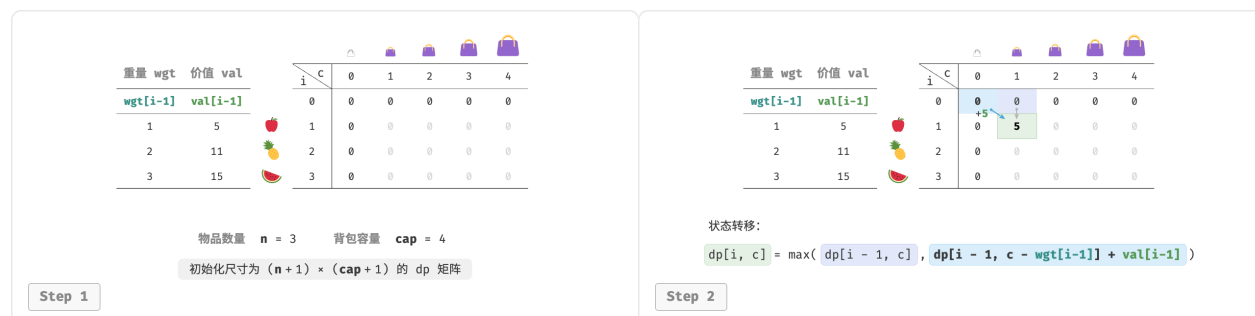 重量 wgt 价值 val
i c 0 1 2 3 4
wgt[i-1] val[i-1] 0 0 0 0 0 0
1 5 1 0 0 0 0 0
2 11 2 0 0 0 0 0
3 15 3 0 0 0 0 0
物品数量 n = 3 背包容量 cap = 4
初始化尺寸为 (n + 1) × (cap + 1) 的 dp 矩阵
Step 1
重量 wgt 价值 val
i c 0 1 2 3 4
wgt[i-1] val[i-1] 0 0 0 0 0 0
+5
1 5 1 0 5 0 0 0
2 11 2 0 0 0 0 0
3 15 3 0 0 0 0 0
状态转移：
dp[i, c] = max( dp[i - 1, c] , dp[i - 1, c - wgt[i-1]] + val[i-1] )
Step 2